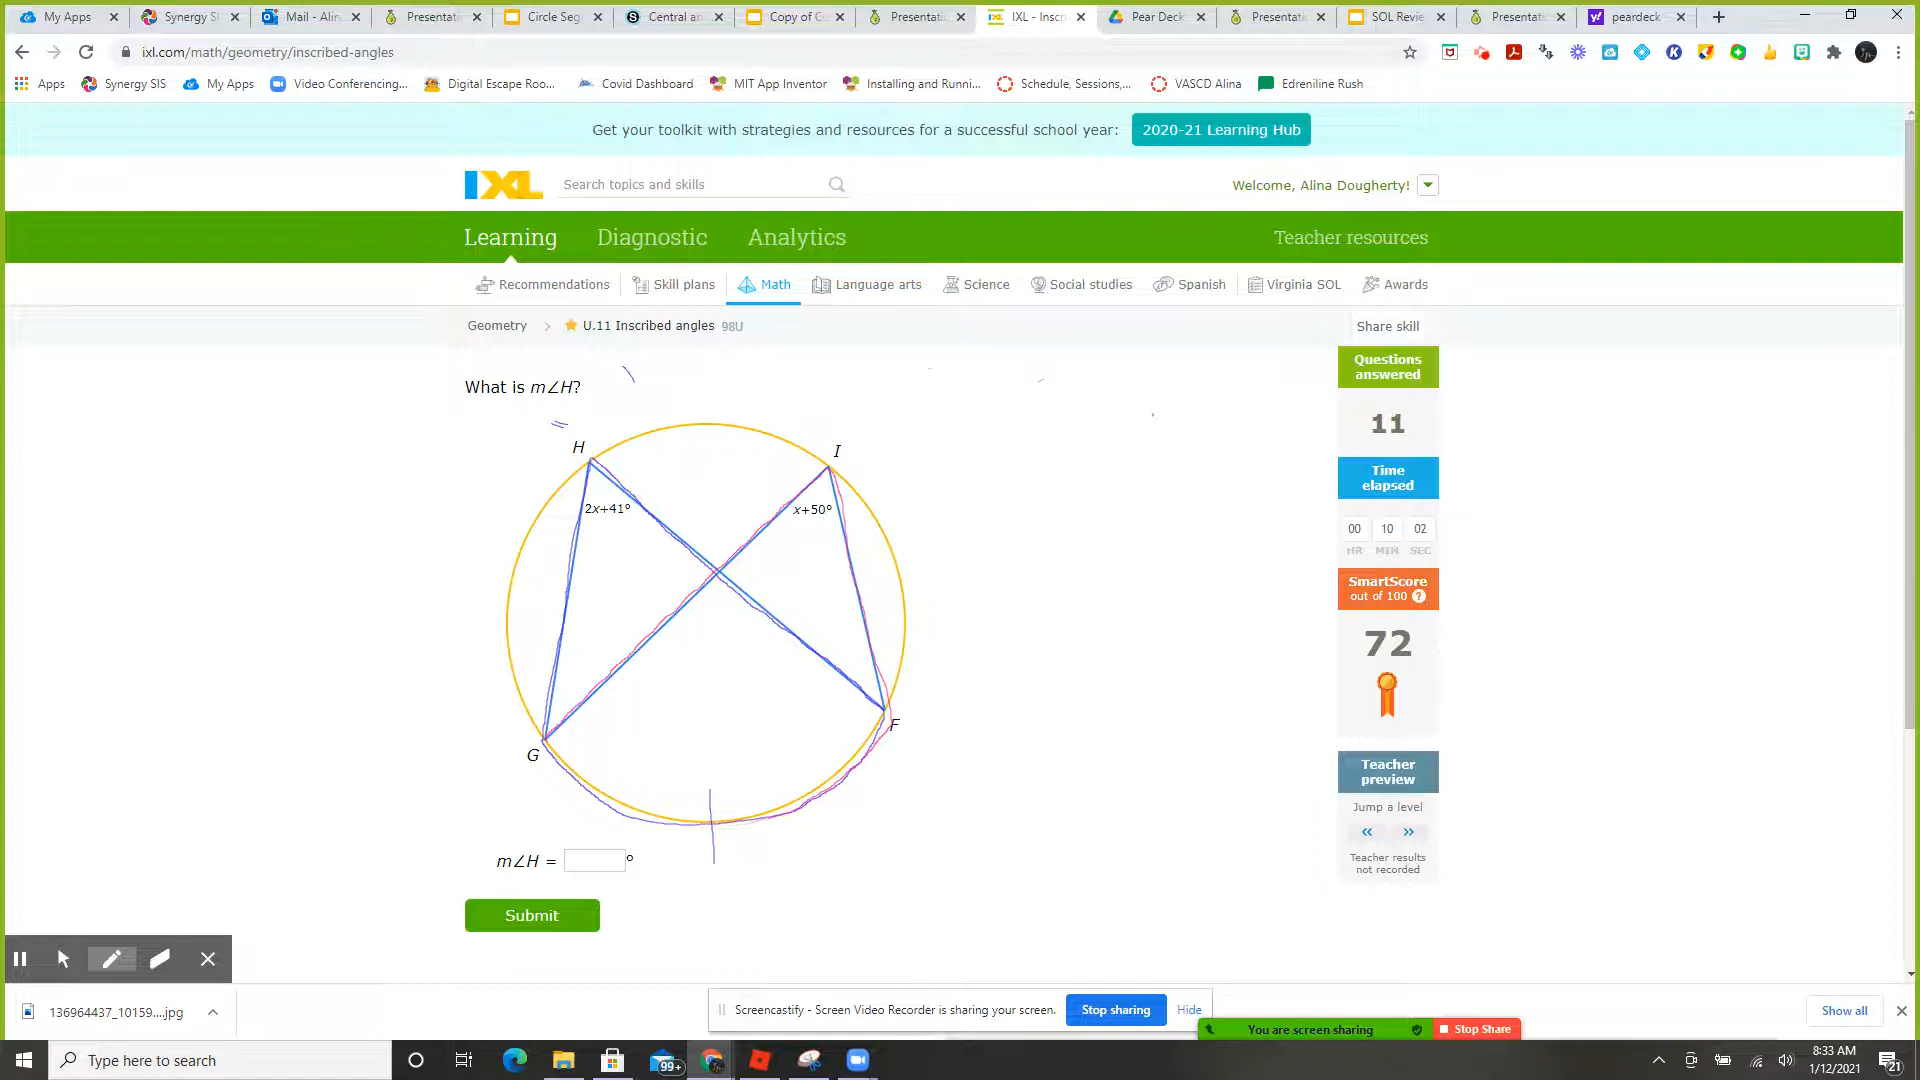 My Apps
Synergy S
Mail - Alin
Presentati
Circle Seg
Central an
Copy of C
Presentati
IXL - Inscri
Pear Deck
Presentati
SOL Revie
Presentati
peardeck
ixl.com/math/geometry/inscribed-angles
Apps
Synergy SIS
My Apps
Video Conferencing...
Digital Escape Roo...
Covid Dashboard
MIT App Inventor
Installing and Runni...
Schedule, Sessions,...
VASCD Alina
Edreniline Rush
Get your toolkit with strategies and resources for a successful school year:
2020-21 Learning Hub
IXL
Search topics and skills
Welcome, Alina Dougherty!
Learning
Diagnostic
Analytics
Teacher resources
Recommendations
Skill plans
Math
Language arts
Science
Social studies
Spanish
Virginia SOL
Awards
Geometry
U.11 Inscribed angles 98U
Share skill
What is m∠H?
H
I
2x+41°
x+50°
G
F
m∠H =
°
Submit
Questions
answered
11
Time
elapsed
00 10 02
HR MIN SEC
SmartScore
out of 100 ?
72
Teacher
preview
Jump a level
Teacher results
not recorded
136964437_10159....jpg
Screencastify - Screen Video Recorder is sharing your screen.
Stop sharing
Hide
Show all
You are screen sharing
Stop Share
Type here to search
99+
8:33 AM
1/12/2021
21